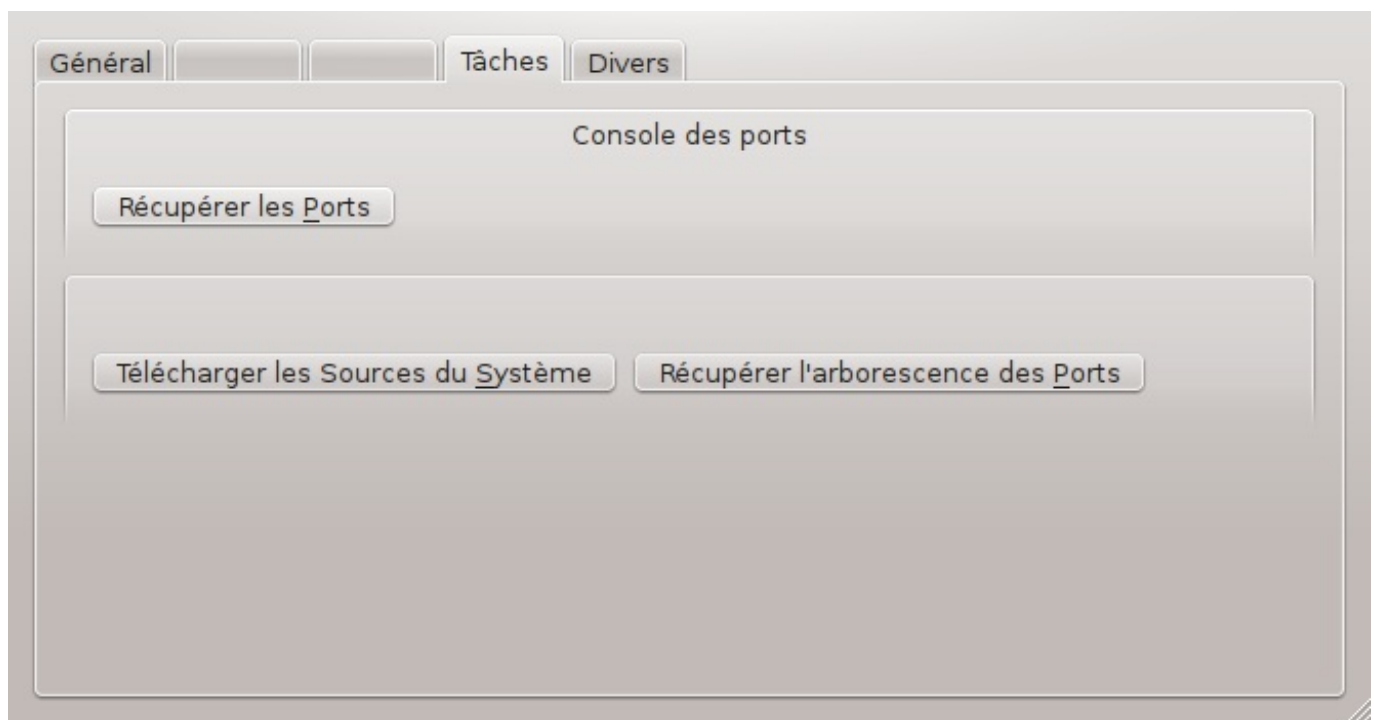 Général Tâches Divers
Console des ports
Récupérer les Ports
Télécharger les Sources du Système Récupérer l'arborescence des Ports